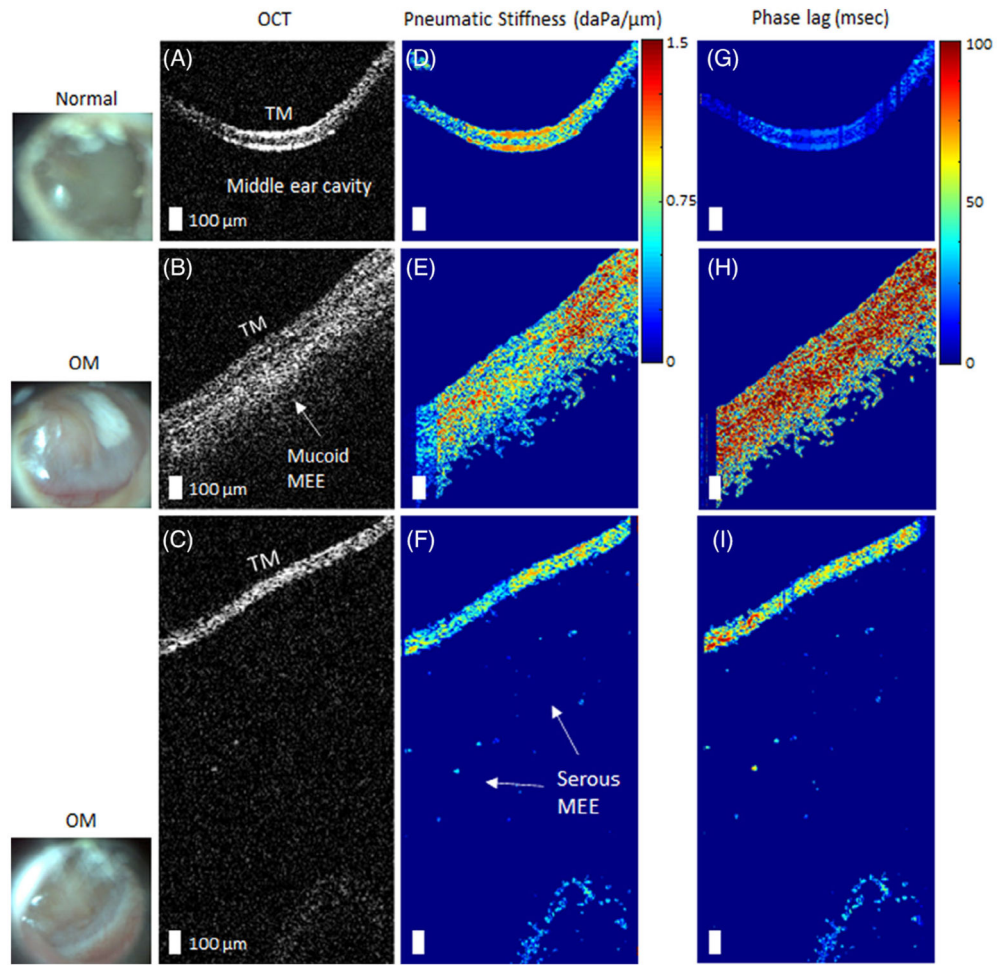 OCT
Pneumatic Stiffness (daPa/μm)
Phase lag (msec)
Normal
(A)
TM
Middle ear cavity
100 μm
(D)
1.5
0.75
0
(G)
100
50
0
OM
(B)
TM
Mucoid
MEE
100 μm
(E)
(H)
OM
(C)
TM
100 μm
(F)
Serous
MEE
(I)